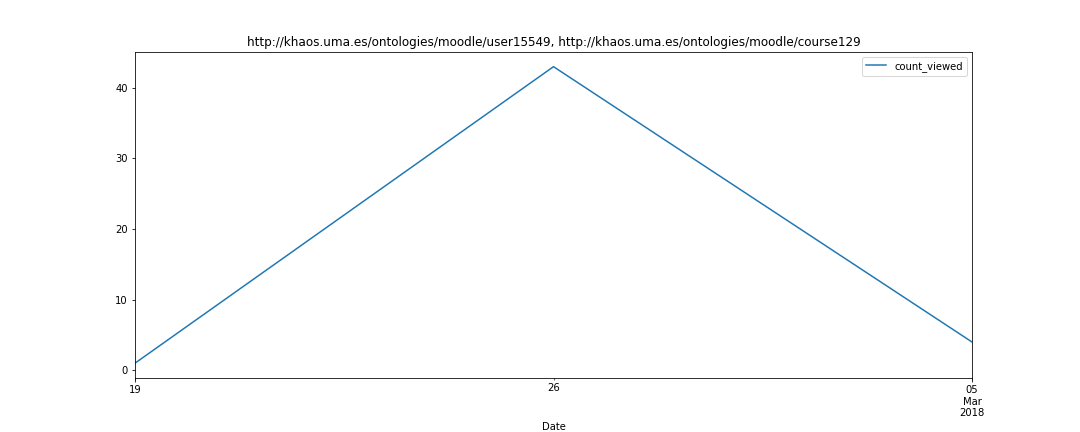 http://khaos.uma.es/ontologies/moodle/user15549, http://khaos.uma.es/ontologies/moodle/course129
count_viewed
40
30
20
10
0
19
26
05
Mar
2018
Date